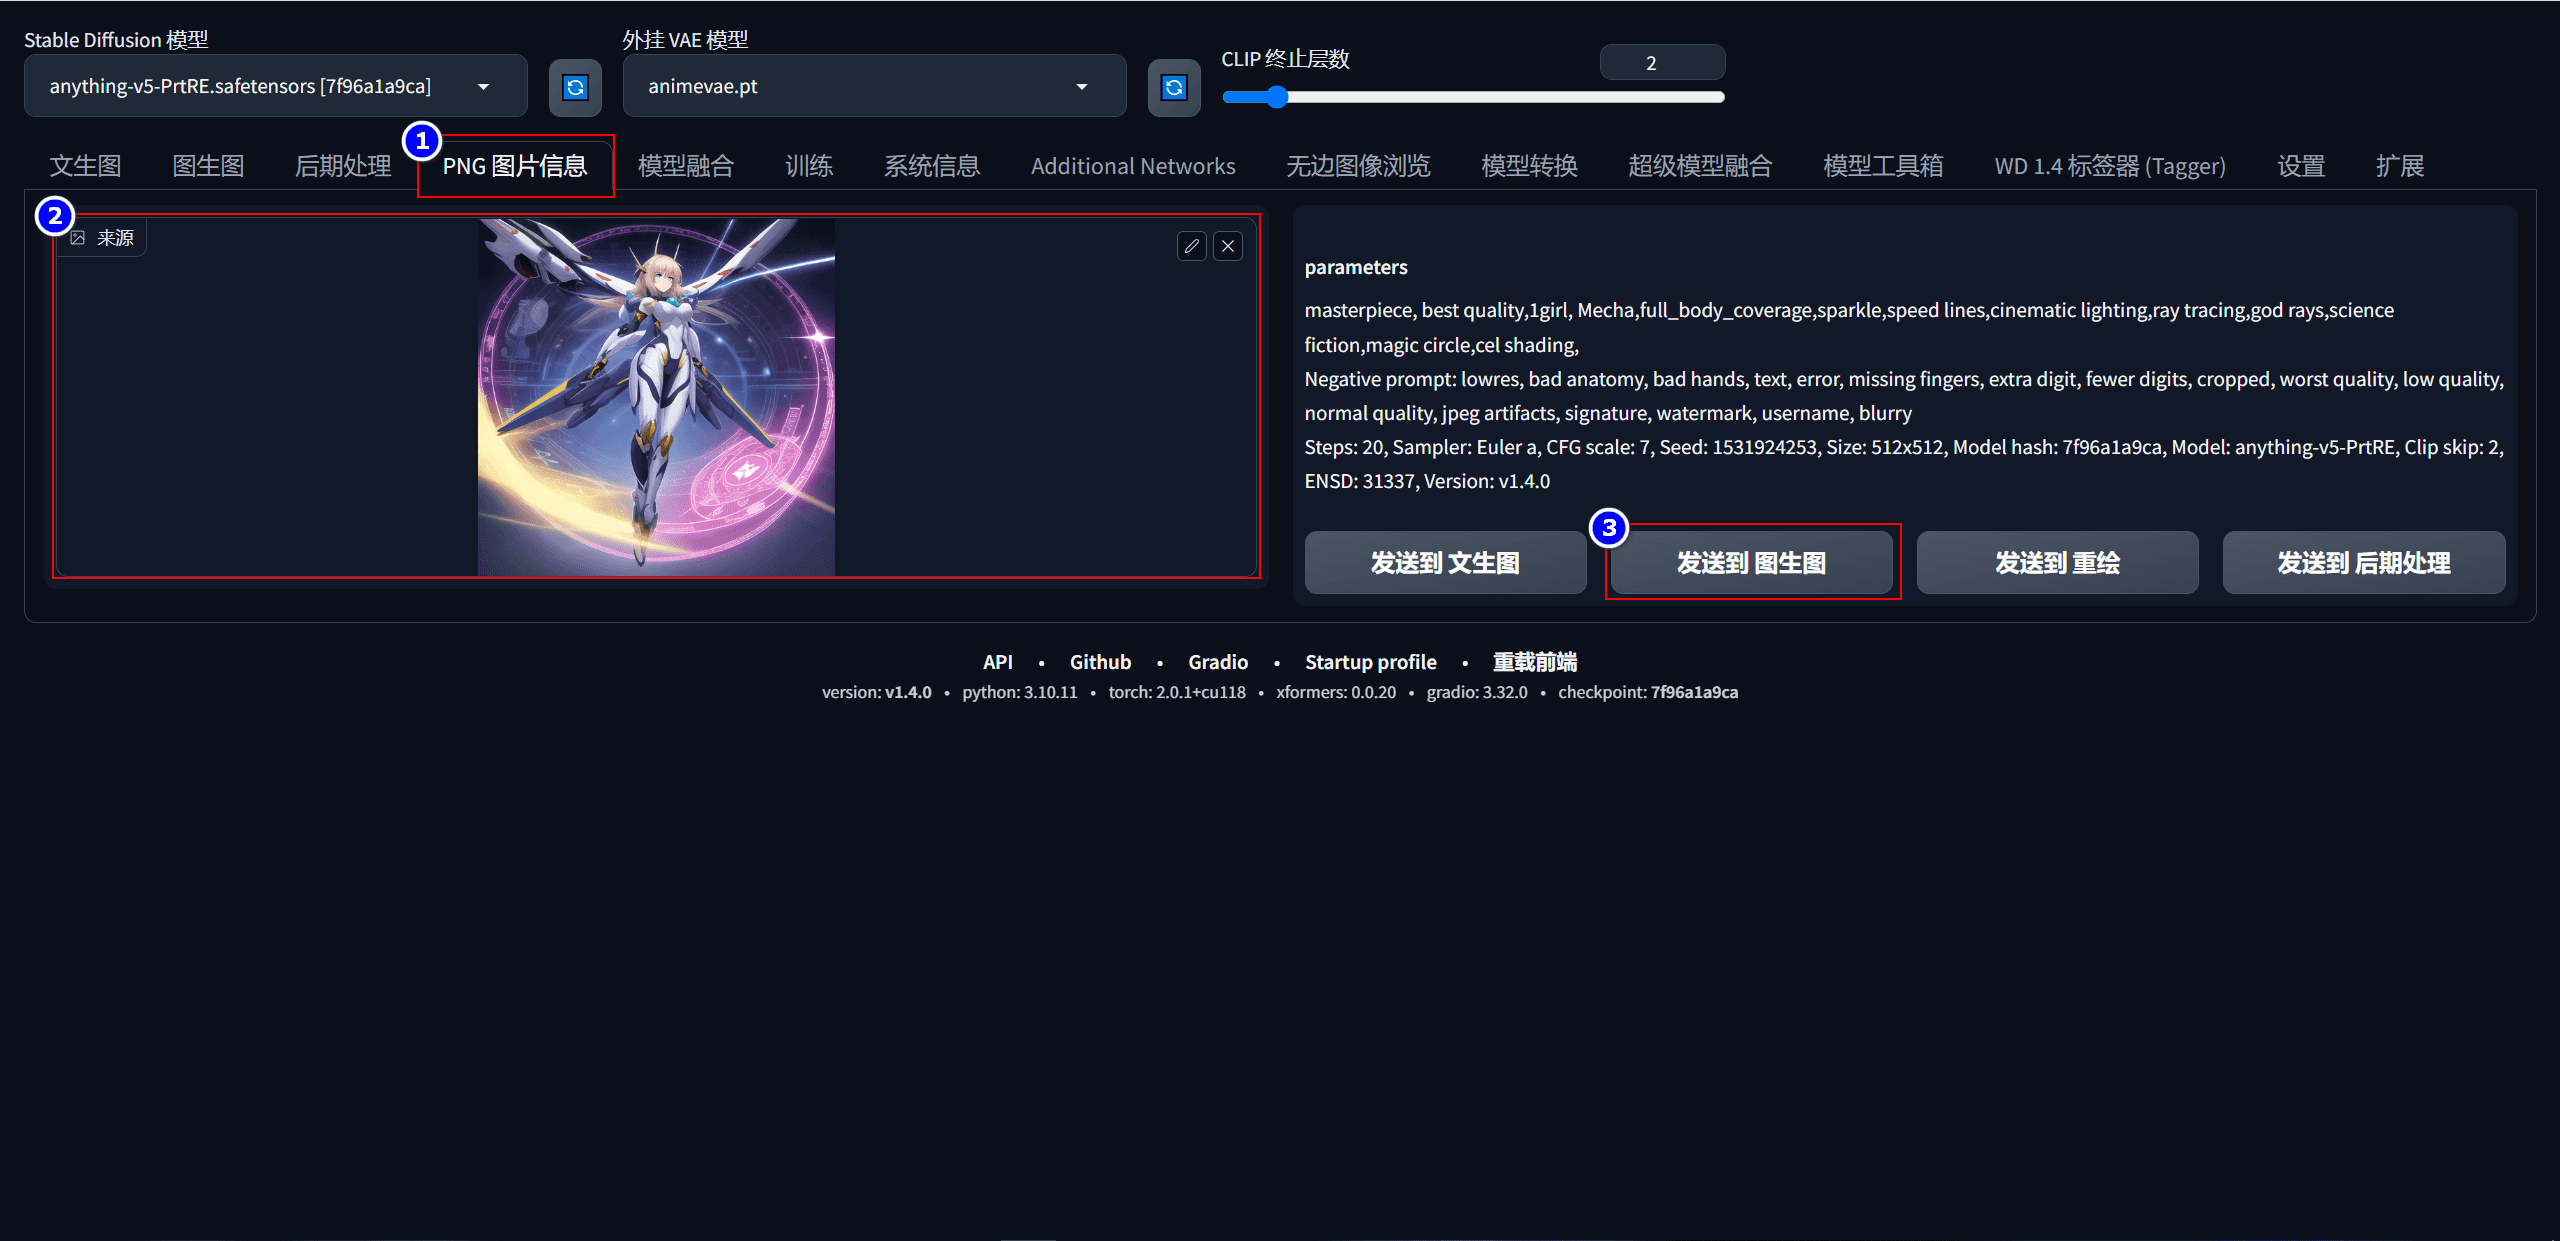 Stable Diffusion 模型
anything-v5-PrtRE.safetensors [7f96a1a9ca]
外挂 VAE 模型
animevae.pt
CLIP 终止层数
2
文生图
图生图
后期处理
1
PNG 图片信息
模型融合
训练
系统信息
Additional Networks
无边图像浏览
模型转换
超级模型融合
模型工具箱
WD 1.4 标签器 (Tagger)
设置
扩展
2
来源
parameters
masterpiece, best quality,1girl, Mecha,full_body_coverage,sparkle,speed lines,cinematic lighting,ray tracing,god rays,science
fiction,magic circle,cel shading,
Negative prompt: lowres, bad anatomy, bad hands, text, error, missing fingers, extra digit, fewer digits, cropped, worst quality, low quality,
normal quality, jpeg artifacts, signature, watermark, username, blurry
Steps: 20, Sampler: Euler a, CFG scale: 7, Seed: 1531924253, Size: 512x512, Model hash: 7f96a1a9ca, Model: anything-v5-PrtRE, Clip skip: 2,
ENSD: 31337, Version: v1.4.0
发送到 文生图
3
发送到 图生图
发送到 重绘
发送到 后期处理
API • Github • Gradio • Startup profile • 重载前端
version: v1.4.0 • python: 3.10.11 • torch: 2.0.1+cu118 • xformers: 0.0.20 • gradio: 3.32.0 • checkpoint: 7f96a1a9ca